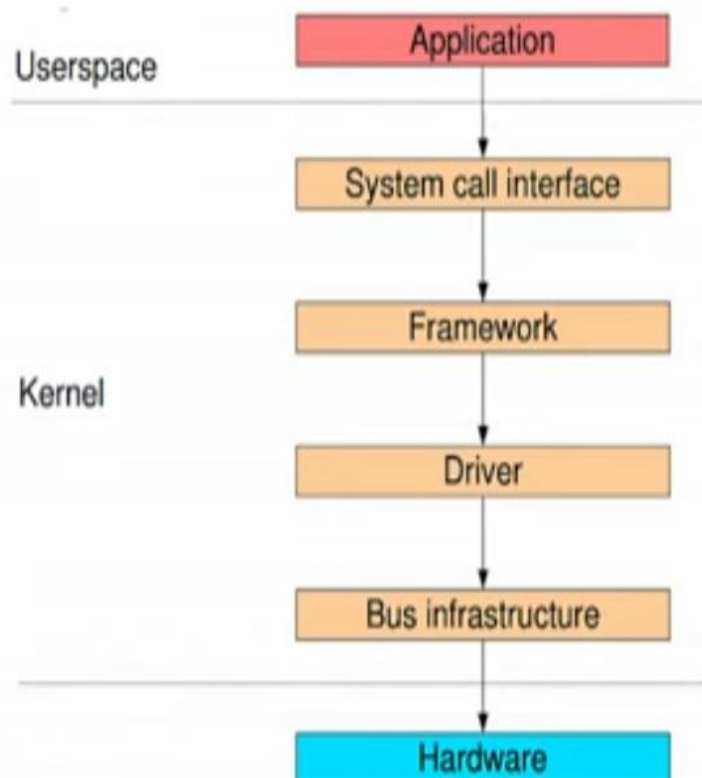 Application
Userspace
System call interface
Framework
Kernel
Driver
Bus infrastructure
Hardware